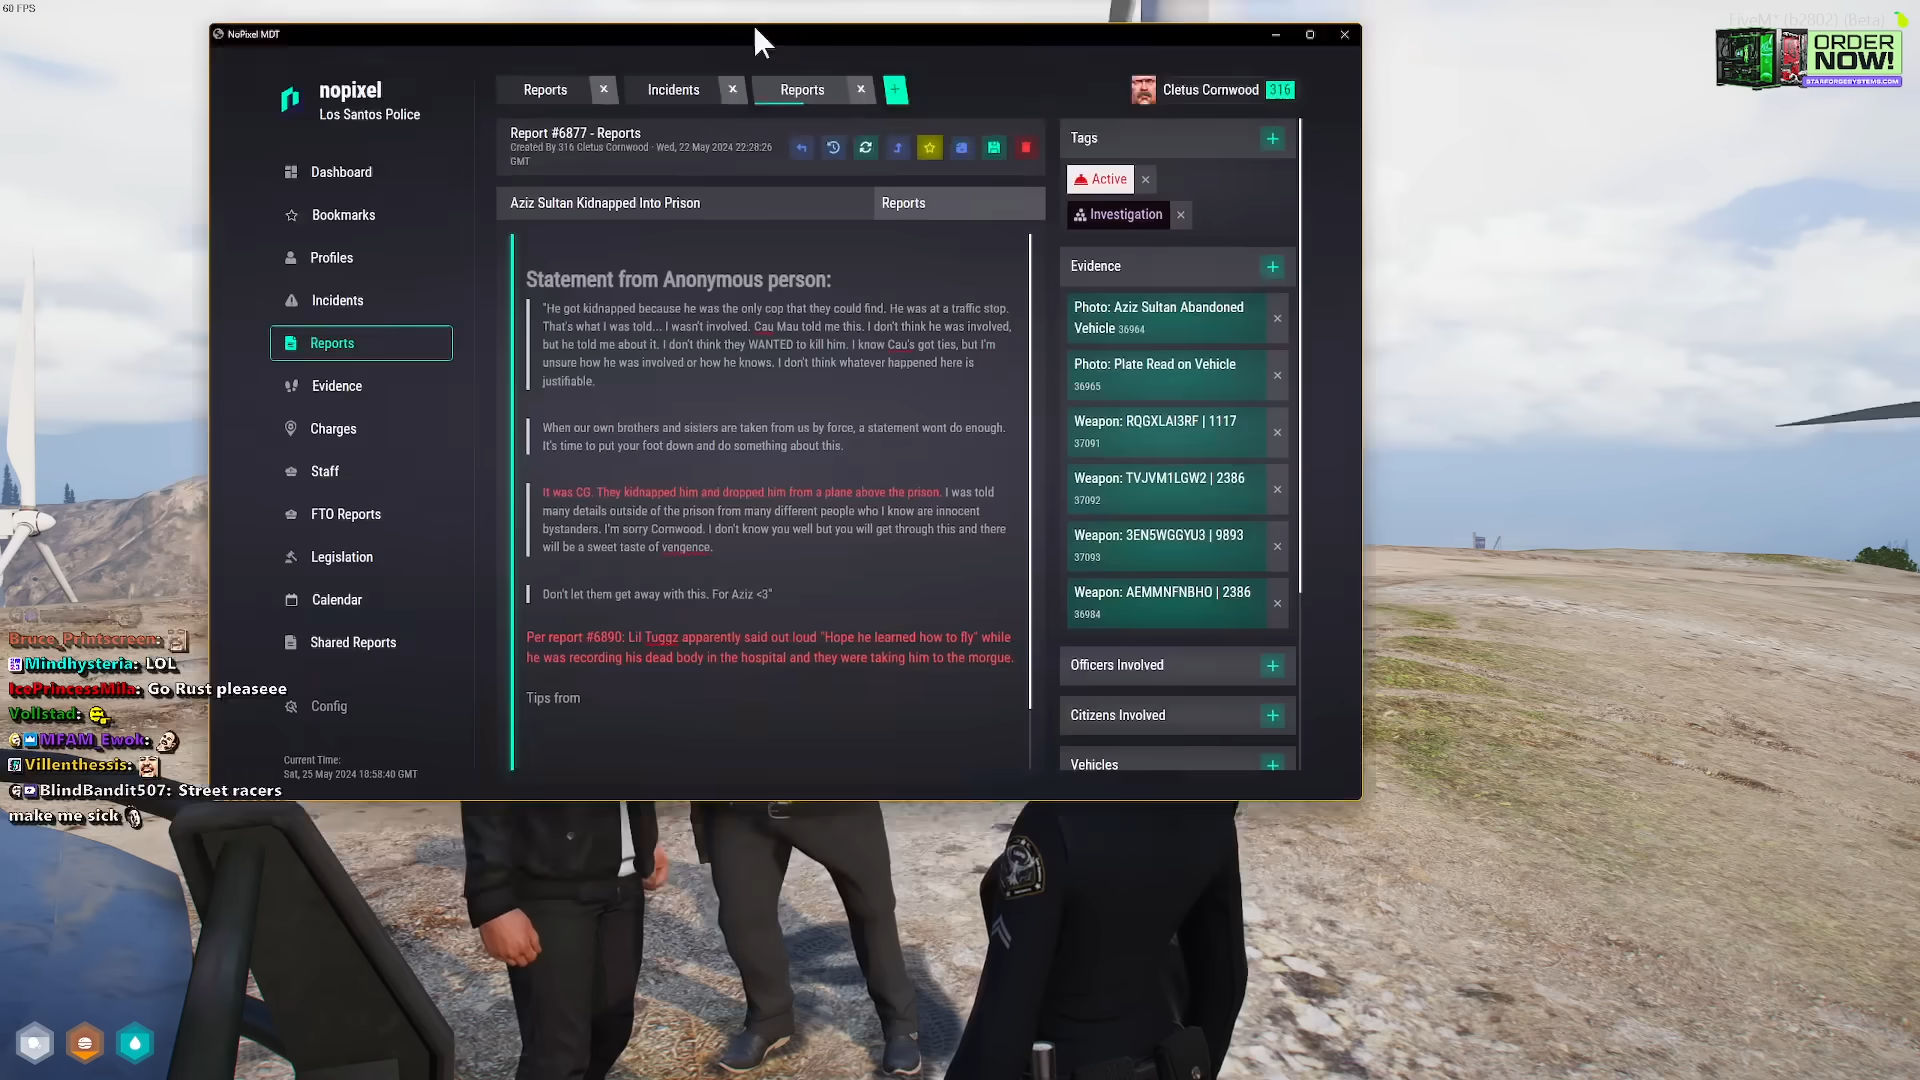 60 FPS
NoPixel MDT
FiveM* (b2802) (Beta)
ORDER
NOW!
STARFORGESYSTEMS.COM
nopixel
Los Santos Police
Reports
Incidents
Reports
Cletus Cornwood 316
Dashboard
Bookmarks
Profiles
Incidents
Reports
Evidence
Charges
Staff
FTO Reports
Legislation
Calendar
Shared Reports
Config
Current Time:
Sat, 25 May 2024 18:58:40 GMT
Report #6877 - Reports
Created By 316 Cletus Cornwood - Wed, 22 May 2024 22:28:26
GMT
Aziz Sultan Kidnapped Into Prison
Reports
Statement from Anonymous person:
"He got kidnapped because he was the only cop that they could find. He was at a traffic stop.
That's what I was told... I wasn't involved. Cau Mau told me this. I don't think he was involved,
but he told me about it. I don't think they WANTED to kill him. I know Cau's got ties, but I'm
unsure how he was involved or how he knows. I don't think whatever happened here is
justifiable.
When our own brothers and sisters are taken from us by force, a statement wont do enough.
It's time to put your foot down and do something about this.
It was CG. They kidnapped him and dropped him from a plane above the prison. I was told
many details outside of the prison from many different people who I know are innocent
bystanders. I'm sorry Cornwood. I don't know you well but you will get through this and there
will be a sweet taste of vengence.
Don't let them get away with this. For Aziz <3"
Per report #6890: Lil Tuggz apparently said out loud "Hope he learned how to fly" while
he was recording his dead body in the hospital and they were taking him to the morgue.
Tips from
Tags
Active
Investigation
Evidence
Photo: Aziz Sultan Abandoned
Vehicle 36964
Photo: Plate Read on Vehicle
36965
Weapon: RQGXLAI3RF | 1117
37091
Weapon: TVJVM1LGW2 | 2386
37092
Weapon: 3EN5WGGYU3 | 9893
37093
Weapon: AEMMNFNBHO | 2386
36984
Officers Involved
Citizens Involved
Vehicles
Bruce_Printscreen:
Mindhysteria: LOL
IcePrincessMila: Go Rust pleaseee
Vollstad:
MFAM_Ewok:
Villenthessis:
BlindBandit507: Street racers
make me sick